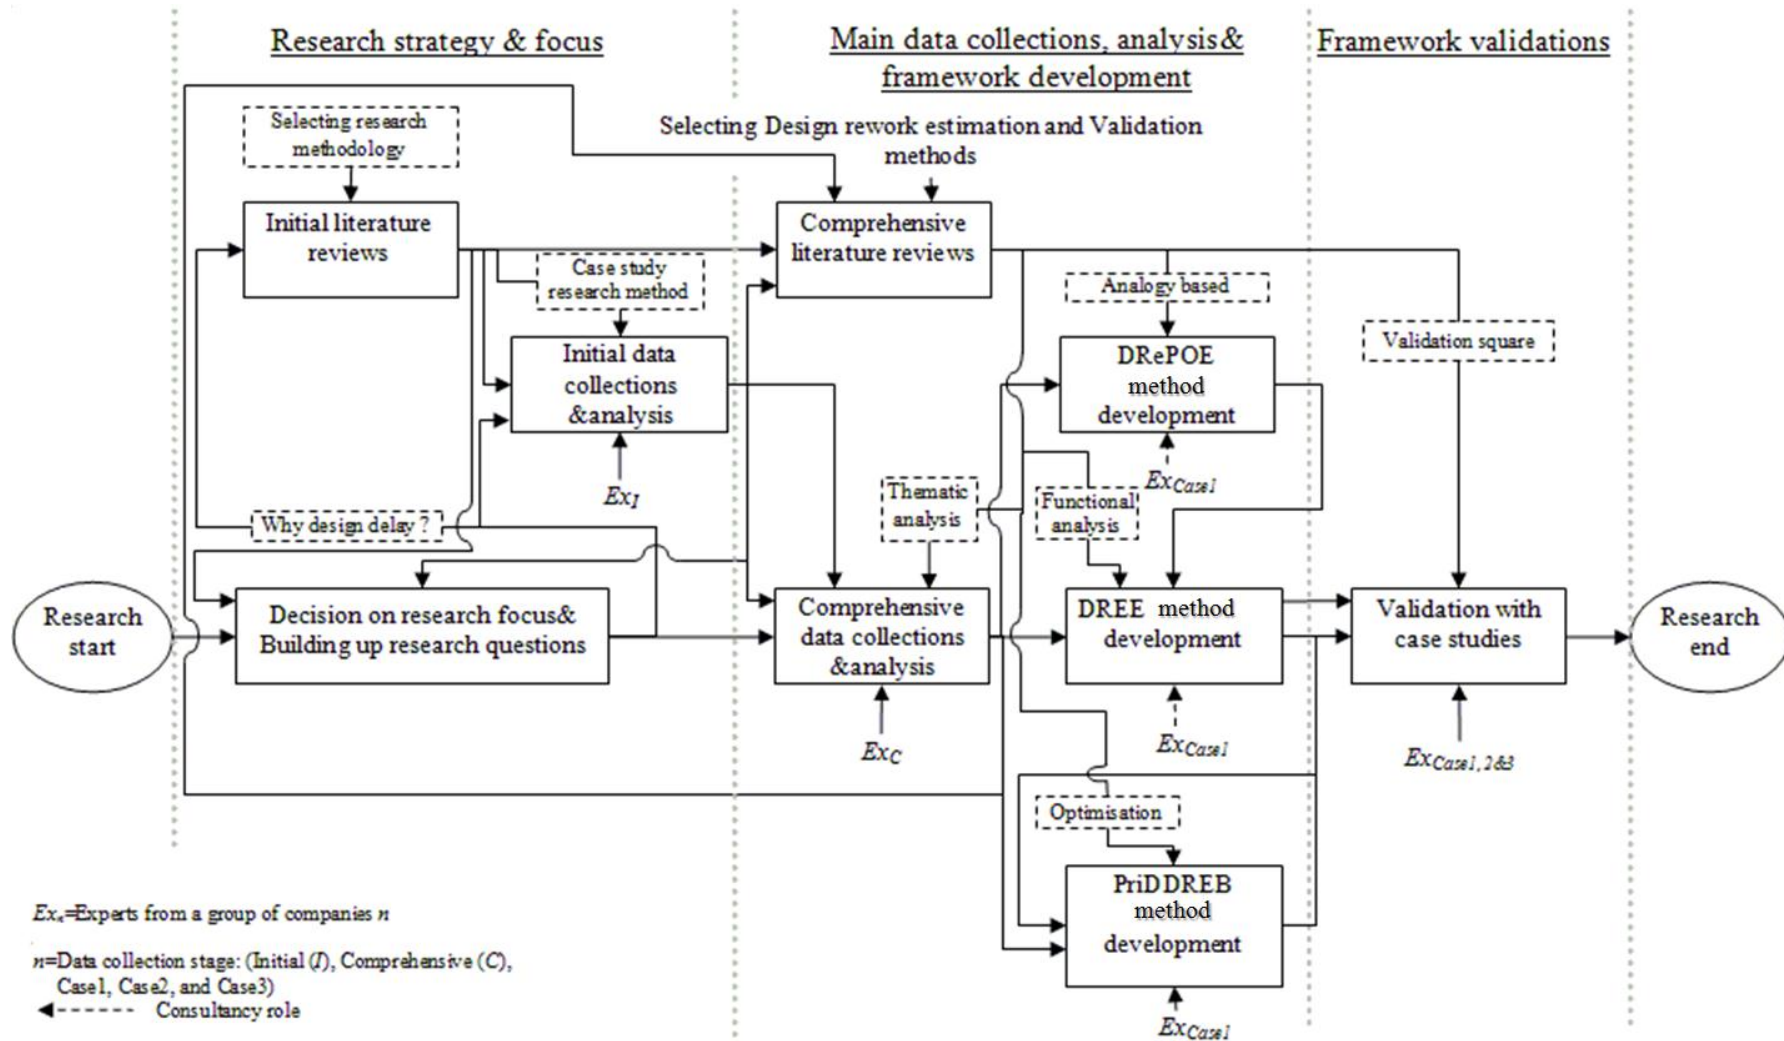 Research strategy & focus
Main data collections, analysis&
framework development
Framework validations
Selecting research
methodology
Selecting Design rework estimation and Validation
methods
Initial literature
reviews
Comprehensive
literature reviews
Case study
research method
Analogy based
Validation square
Initial data
collections
&analysis
DRePOE
method
development
Ex_I
Thematic
analysis
Functional
analysis
Ex_Case1
Why design delay ?
Research
start
Decision on research focus&
Building up research questions
Comprehensive
data collections
&analysis
DREE method
development
Validation with
case studies
Research
end
Ex_C
Ex_Case1
Ex_Case1,2&3
Optimisation
PriDDREB
method
development
Ex_Case1
Ex_n=Experts from a group of companies n
n=Data collection stage: (Initial (I), Comprehensive (C),
Case1, Case2, and Case3)
Consultancy role